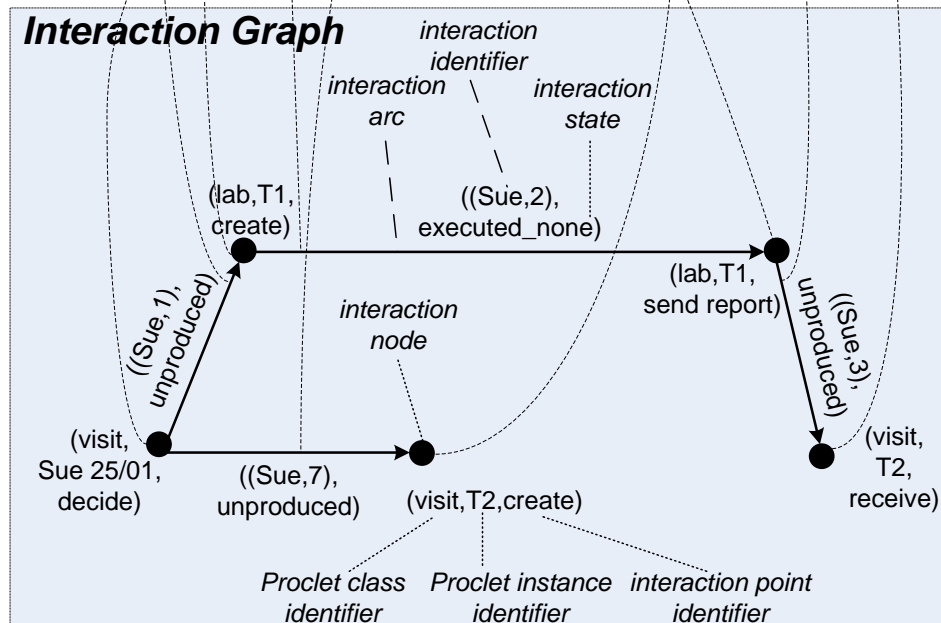 Interaction Graph
interaction
identifier
interaction
arc
interaction
state
(lab,T1,
create)
((Sue,2),
executed_none)
(lab,T1,
send report)
((Sue,1),
unproduced)
interaction
node
((Sue,3),
unproduced)
(visit,
Sue 25/01,
decide)
((Sue,7),
unproduced)
(visit,T2,create)
(visit,
T2,
receive)
Proclet class
identifier
Proclet instance
identifier
interaction point
identifier